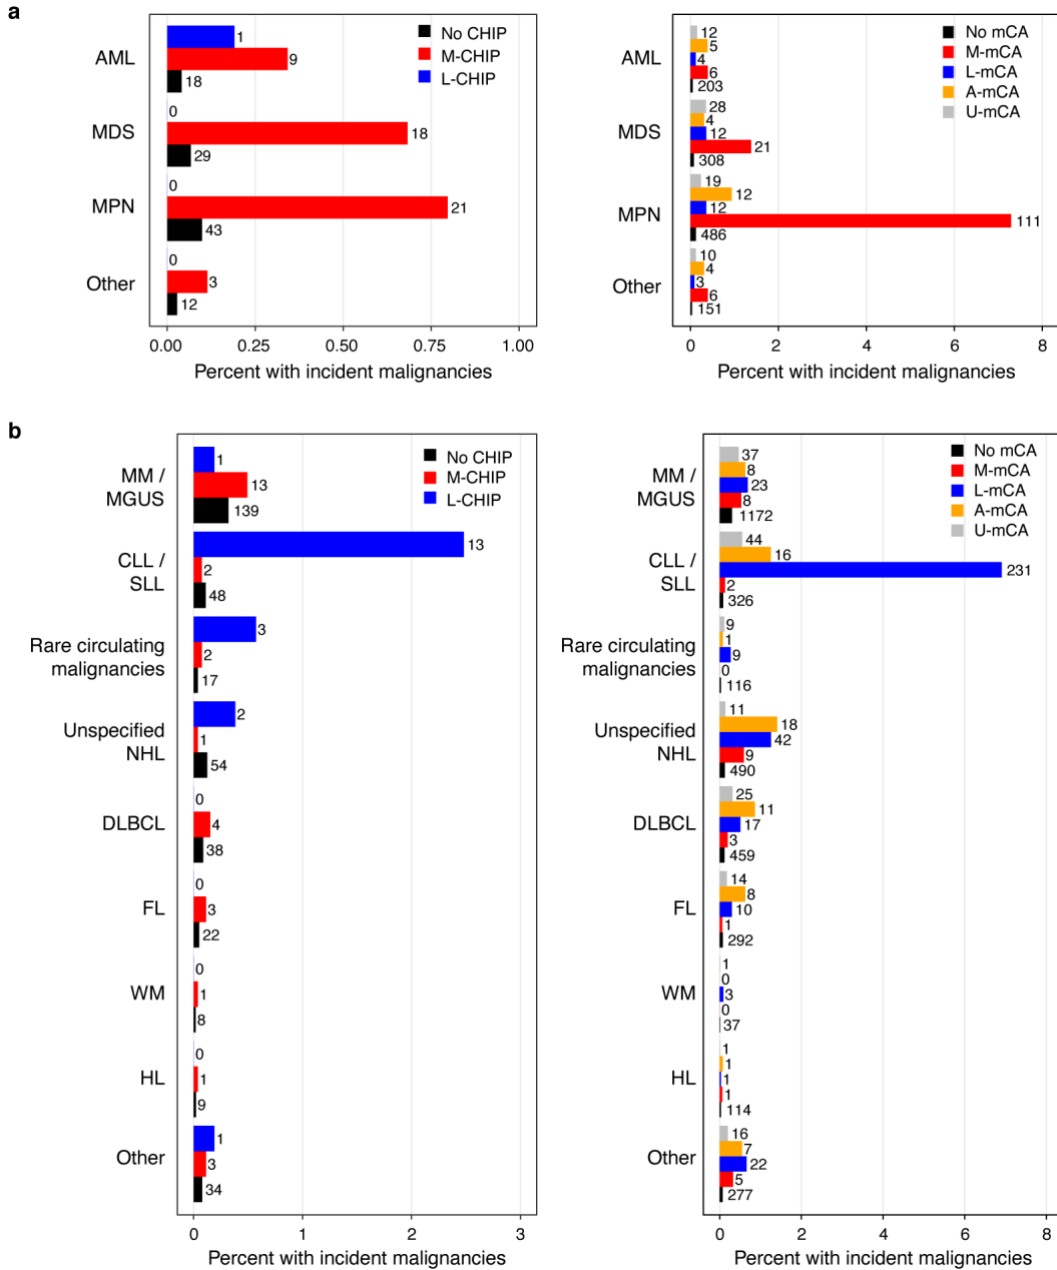 a
AML
MDS
MPN
Other
1
9
18
0
18
29
0
21
43
0
3
12
No CHIP
M-CHIP
L-CHIP
0.00 0.25 0.50 0.75 1.00
Percent with incident malignancies
AML
MDS
MPN
Other
12
5
4
6
203
28
4
12
21
308
19
12
12
111
486
10
4
3
6
151
No mCA
M-mCA
L-mCA
A-mCA
U-mCA
0 2 4 6 8
Percent with incident malignancies
b
MM /
MGUS
CLL /
SLL
Rare circulating
malignancies
Unspecified
NHL
DLBCL
FL
WM
HL
Other
1
13
139
13
2
48
3
2
17
2
1
54
0
4
38
0
3
22
0
1
8
0
1
9
1
3
34
No CHIP
M-CHIP
L-CHIP
0 1 2 3
Percent with incident malignancies
MM /
MGUS
CLL /
SLL
Rare circulating
malignancies
Unspecified
NHL
DLBCL
FL
WM
HL
Other
37
8
23
8
1172
44
16
231
2
326
9
1
9
0
116
11
18
42
9
490
25
11
17
3
459
14
8
10
1
292
1
0
3
0
37
1
1
1
1
114
16
7
22
5
277
No mCA
M-mCA
L-mCA
A-mCA
U-mCA
0 2 4 6 8
Percent with incident malignancies